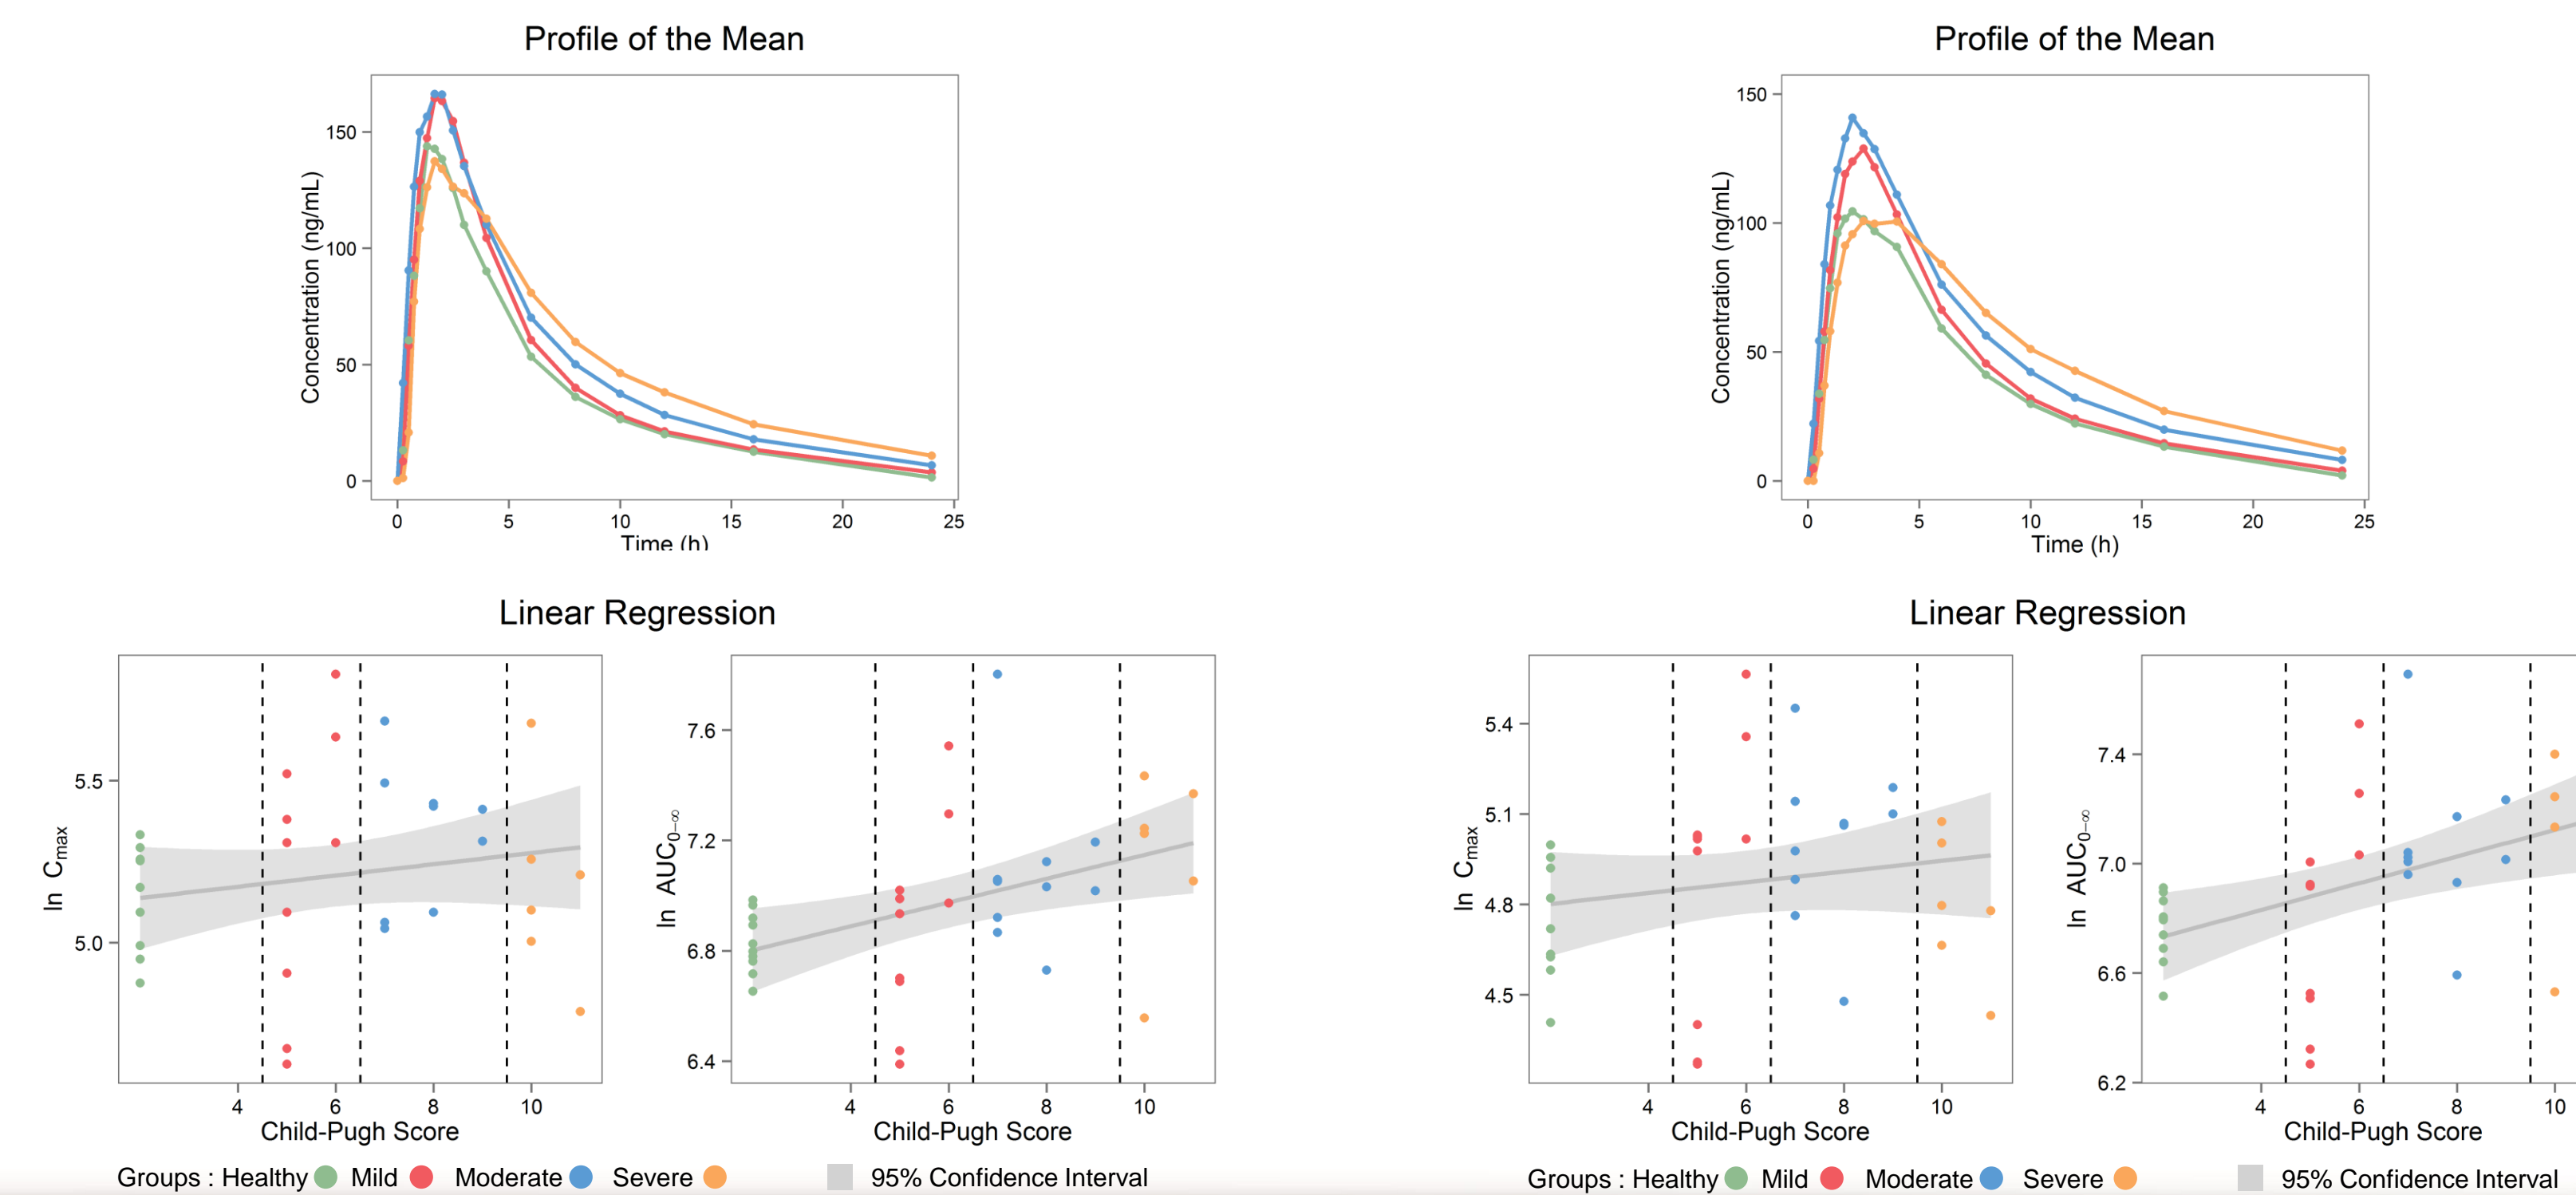 Profile of the Mean
Concentration (ng/mL)
150
100
50
0
0 5 10 15 20 25
Time (h)
Profile of the Mean
Concentration (ng/mL)
150
100
50
0
0 5 10 15 20 25
Time (h)
Linear Regression
ln Cmax
5.5
5.0
4 6 8 10
Child-Pugh Score
ln AUC0−∞
7.6
7.2
6.8
6.4
4 6 8 10
Child-Pugh Score
Groups : Healthy Mild Moderate Severe 95% Confidence Interval
Linear Regression
ln Cmax
5.4
5.1
4.8
4.5
4 6 8 10
Child-Pugh Score
ln AUC0−∞
7.4
7.0
6.6
6.2
4 6 8 10
Child-Pugh Score
Groups : Healthy Mild Moderate Severe 95% Confidence Interval